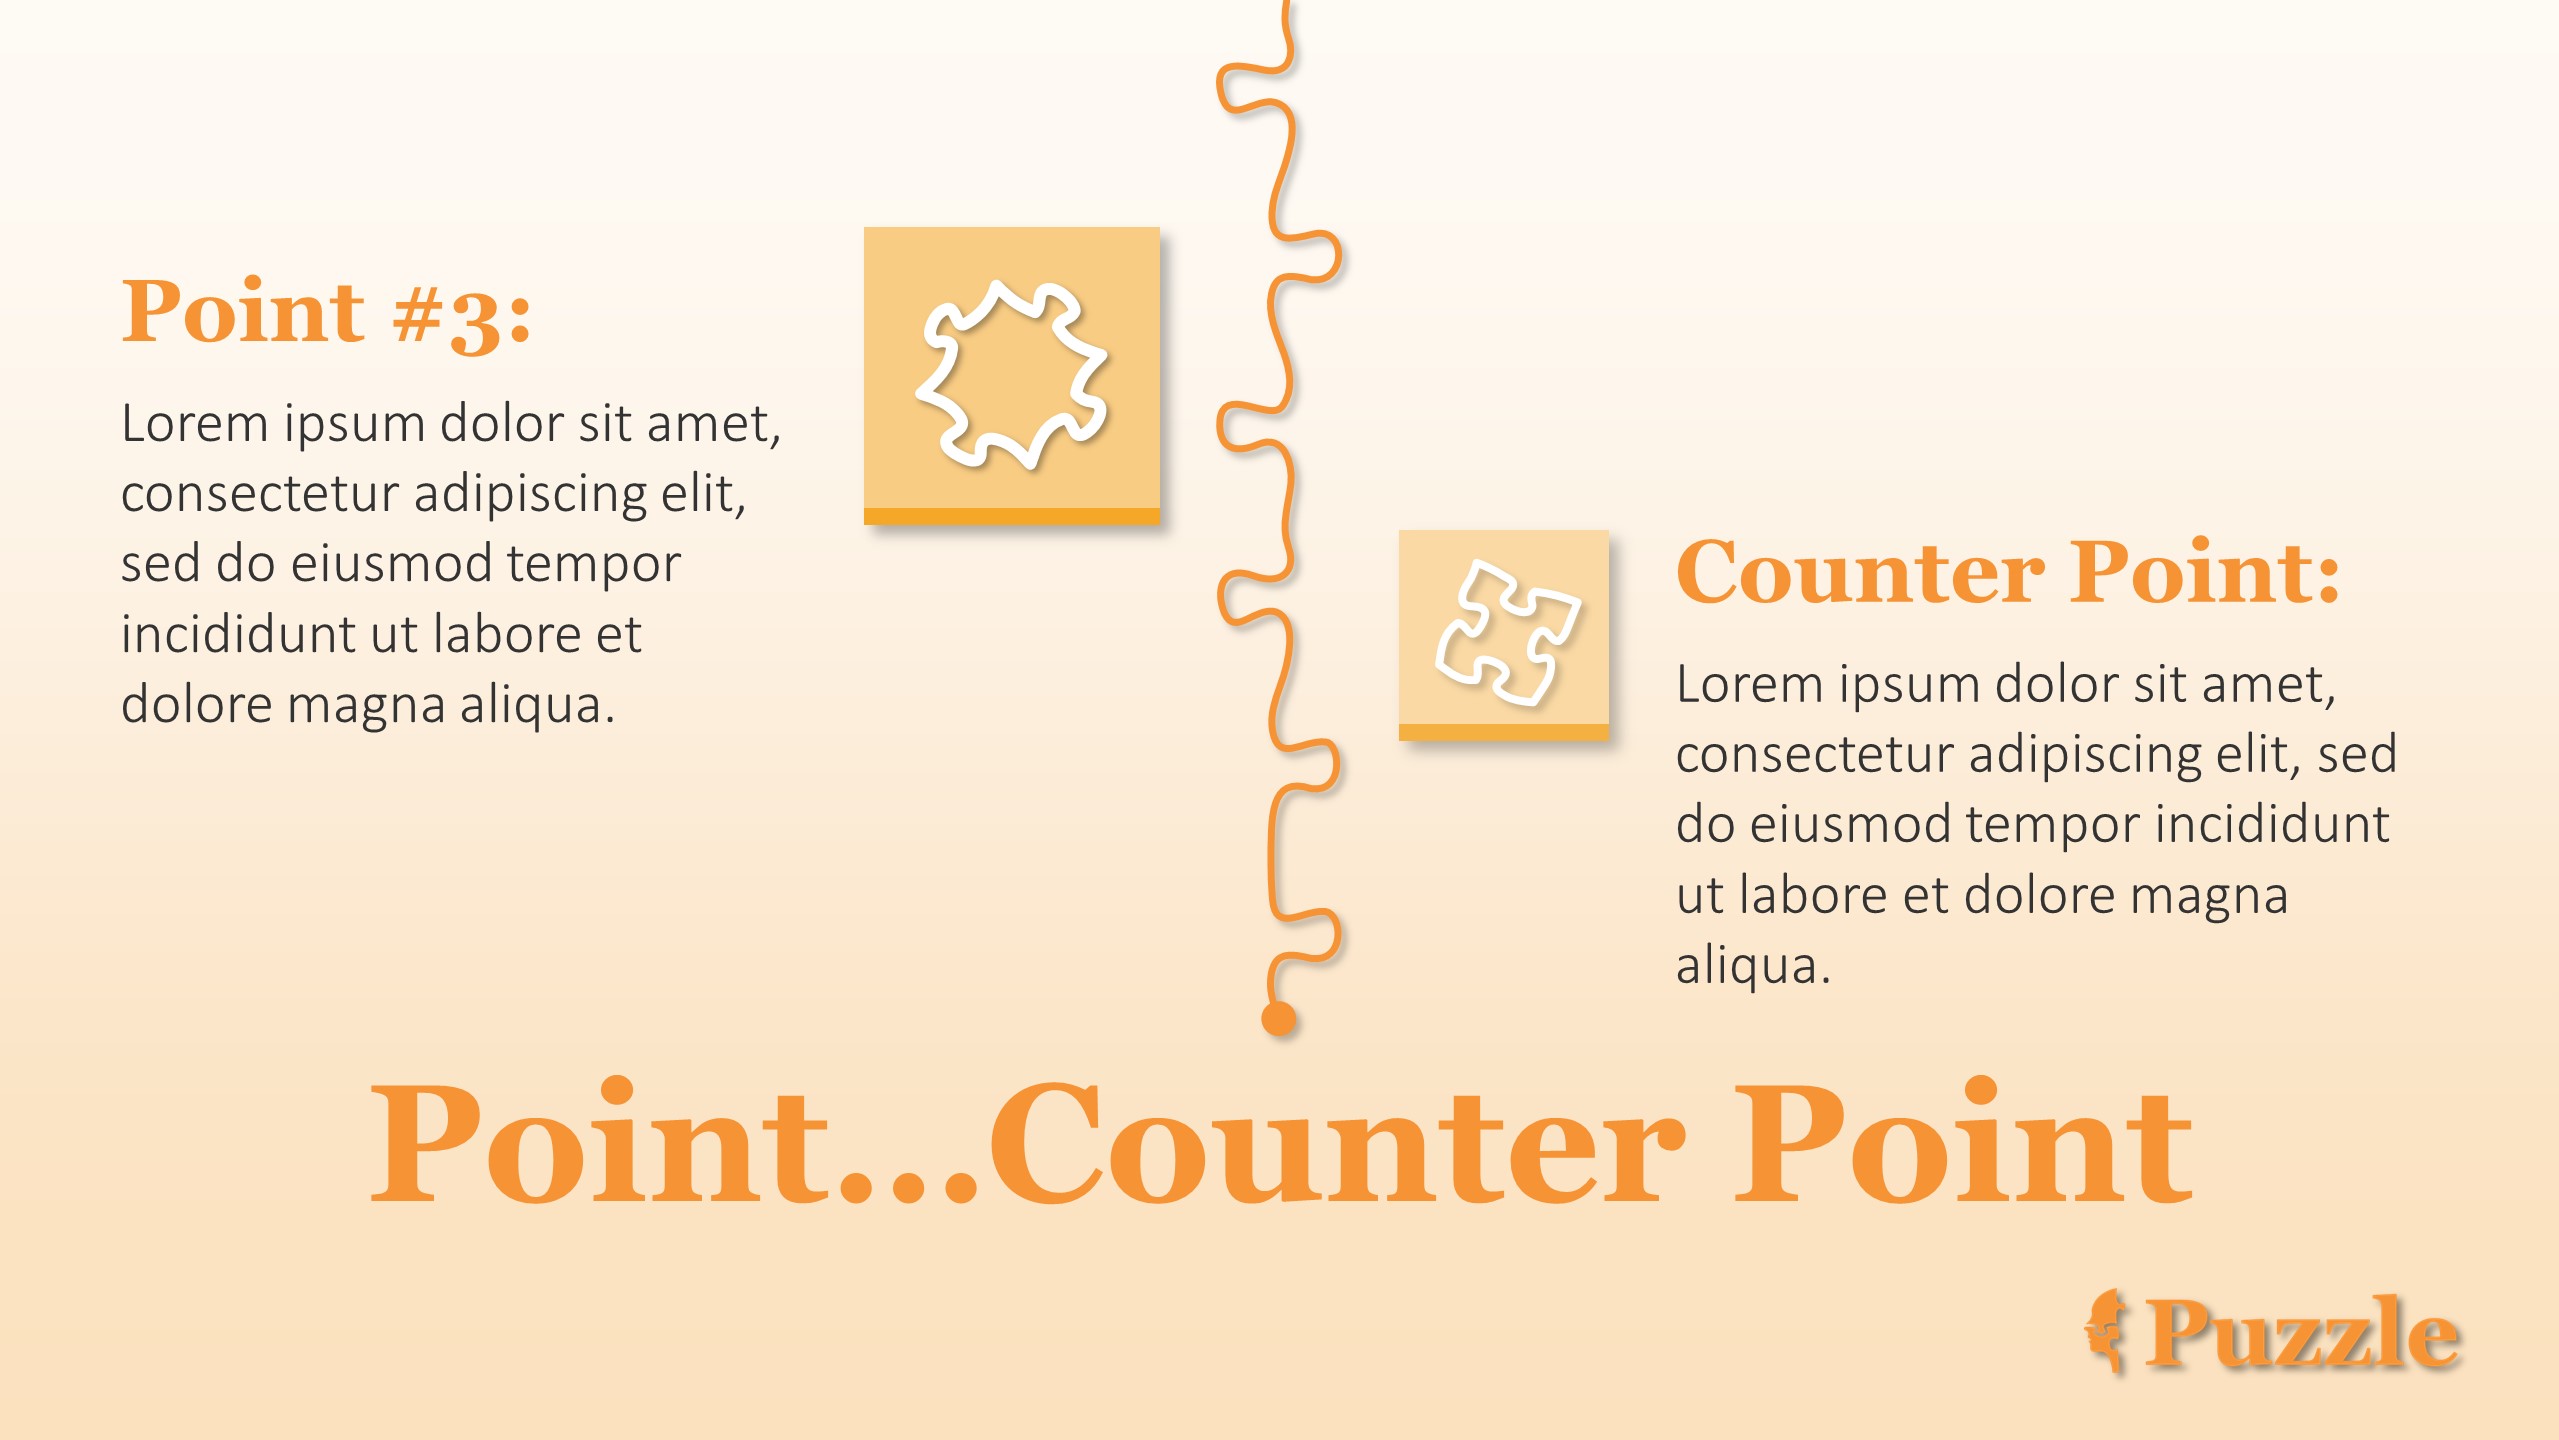 Point #3:
Lorem ipsum dolor sit amet,
consectetur adipiscing elit,
sed do eiusmod tempor
incididunt ut labore et
dolore magna aliqua.
Counter Point:
Lorem ipsum dolor sit amet,
consectetur adipiscing elit, sed
do eiusmod tempor incididunt
ut labore et dolore magna
aliqua.
Point...Counter Point
Puzzle